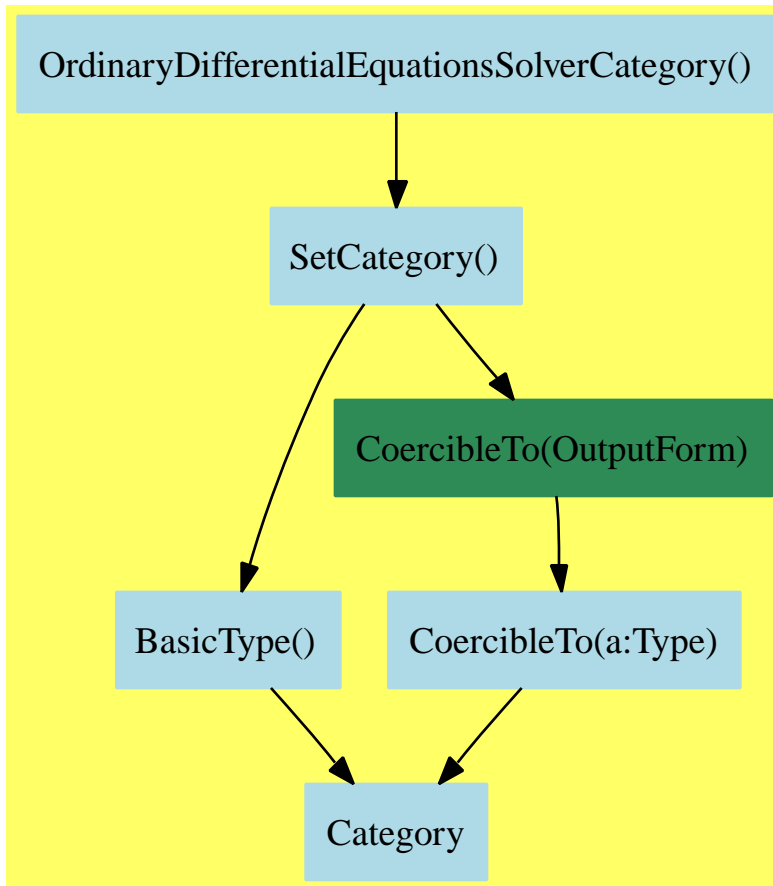 OrdinaryDifferentialEquationsSolverCategory()
SetCategory()
CoercibleTo(OutputForm)
BasicType()
CoercibleTo(a:Type)
Category